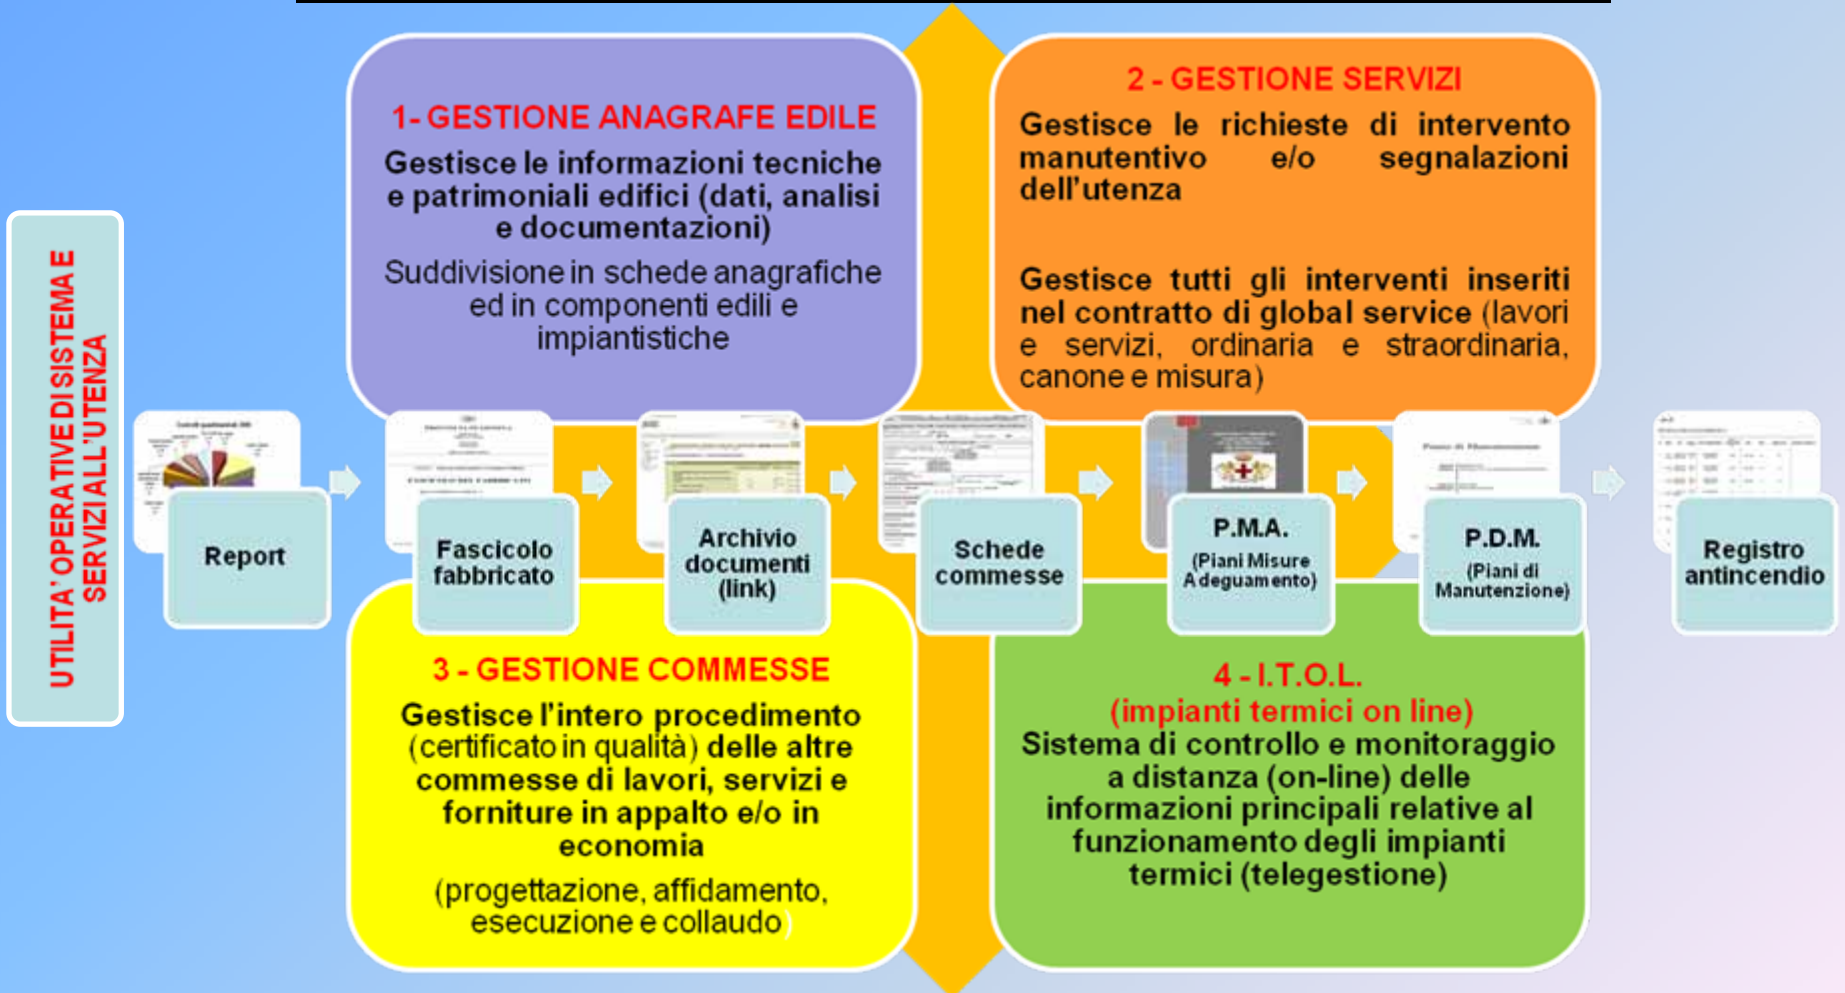 UTILITA' OPERATIVE DI SISTEMA E
SERVIZI ALL'UTENZA
1- GESTIONE ANAGRAFE EDILE
Gestisce le informazioni tecniche
e patrimoniali edifici (dati, analisi
e documentazioni)
Suddivisione in schede anagrafiche
ed in componenti edili e
impiantistiche
2 - GESTIONE SERVIZI
Gestisce le richieste di intervento
manutentivo e/o segnalazioni
dell'utenza
Gestisce tutti gli interventi inseriti
nel contratto di global service (lavori
e servizi, ordinaria e straordinaria,
canone e misura)
Report
Fascicolo
fabbricato
Archivio
documenti
(link)
Schede
commesse
P.M.A.
(Piani Misure
Adeguamento)
Piano di Manutenzione
P.D.M.
(Piani di
Manutenzione)
Registro
antincendio
3 - GESTIONE COMMESSE
Gestisce l'intero procedimento
(certificato in qualità) delle altre
commesse di lavori, servizi e
forniture in appalto e/o in
economia
(progettazione, affidamento,
esecuzione e collaudo)
4 - I.T.O.L.
(impianti termici on line)
Sistema di controllo e monitoraggio
a distanza (on-line) delle
informazioni principali relative al
funzionamento degli impianti
termici (telegestione)